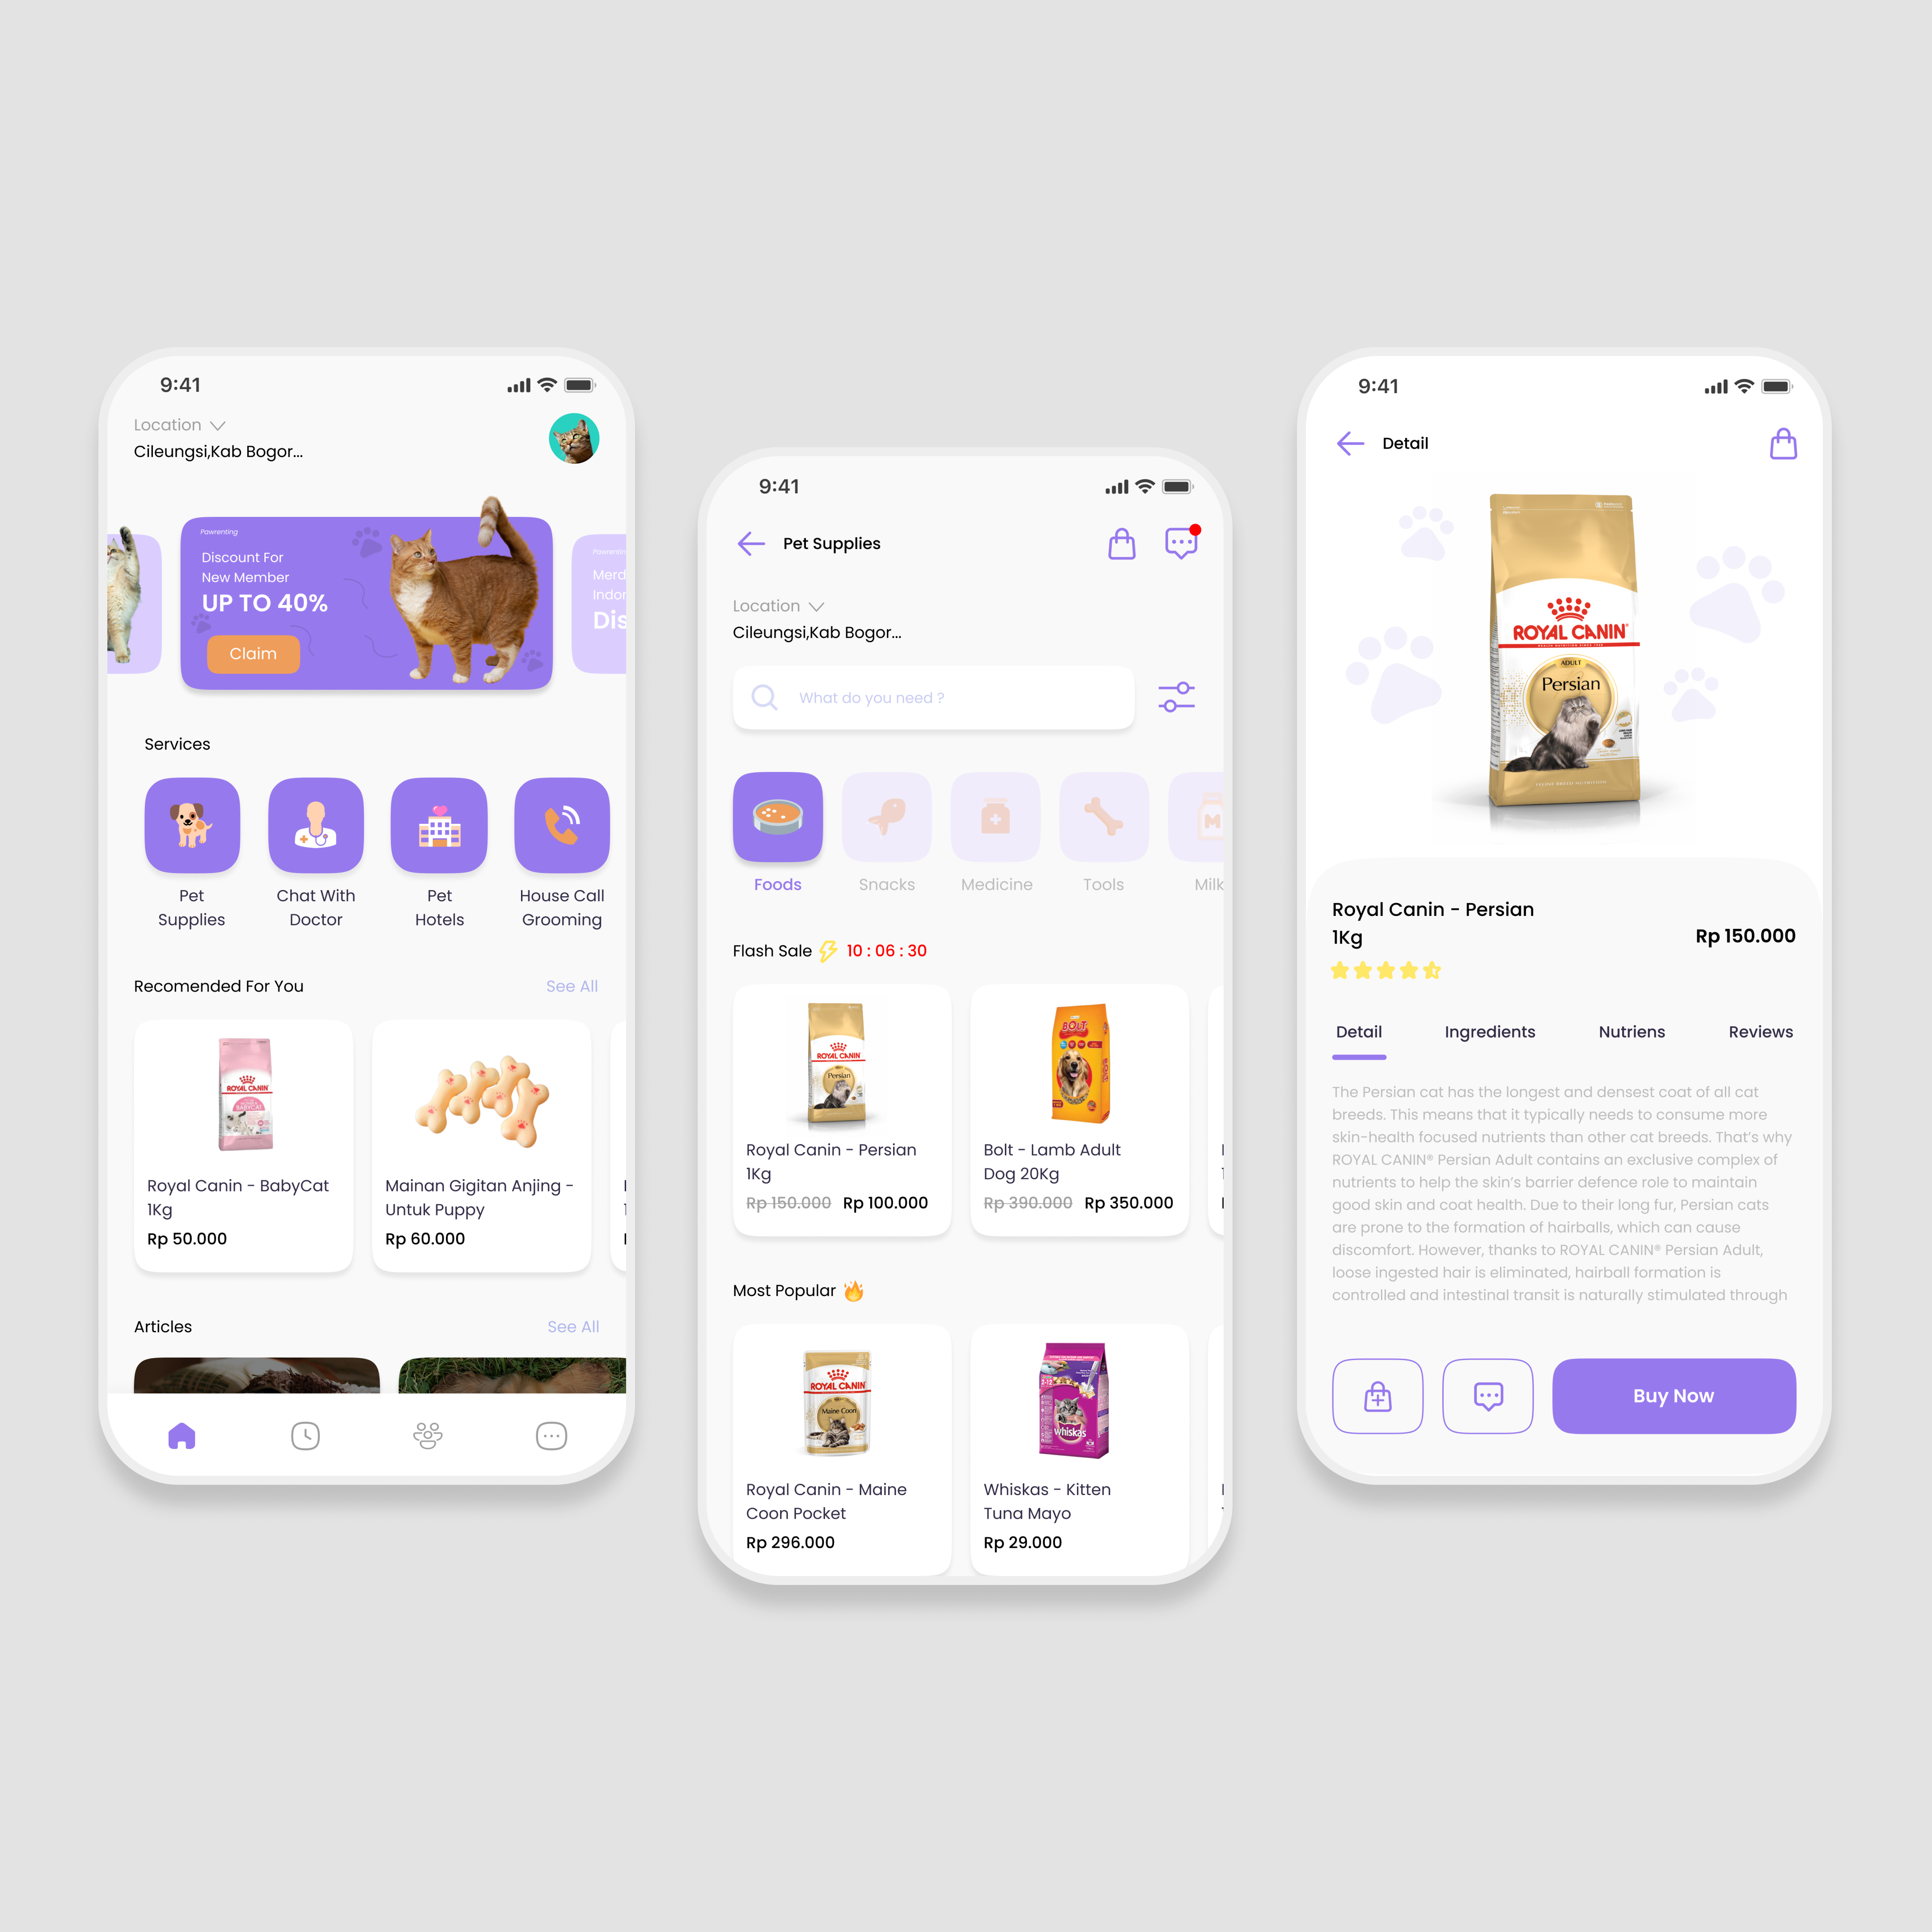 9:41
Location
Cileungsi,Kab Bogor...
Pawrenting
Discount For
New Member
UP TO 40%
Claim
Pawrenting
Merd
Indor
Dis
Services
Pet
Supplies
Chat With
Doctor
Pet
Hotels
House Call
Grooming
Recomended For You
See All
ROYAL CANIN
BABYCAT
Royal Canin - BabyCat
1Kg
Rp 50.000
Mainan Gigitan Anjing -
Untuk Puppy
Rp 60.000
Articles
See All
9:41
Pet Supplies
Location
Cileungsi,Kab Bogor...
What do you need ?
M
Foods
Snacks
Medicine
Tools
Milk
Flash Sale
10 : 06 : 30
ROYAL CANIN
Persian
Royal Canin - Persian
1Kg
Rp 150.000 Rp 100.000
BOLT
Bolt - Lamb Adult
Dog 20Kg
Rp 390.000 Rp 350.000
Most Popular
ROYAL CANIN
Maine Coon
Royal Canin - Maine
Coon Pocket
Rp 296.000
whiskas
Whiskas - Kitten
Tuna Mayo
Rp 29.000
9:41
Detail
ROYAL CANIN
ADULT
Persian
Royal Canin - Persian
1Kg
Rp 150.000
Detail
Ingredients
Nutriens
Reviews
The Persian cat has the longest and densest coat of all cat
breeds. This means that it typically needs to consume more
skin-health focused nutrients than other cat breeds. That's why
ROYAL CANIN® Persian Adult contains an exclusive complex of
nutrients to help the skin's barrier defence role to maintain
good skin and coat health. Due to their long fur, Persian cats
are prone to the formation of hairballs, which can cause
discomfort. However, thanks to ROYAL CANIN® Persian Adult,
loose ingested hair is eliminated, hairball formation is
controlled and intestinal transit is naturally stimulated through
Buy Now